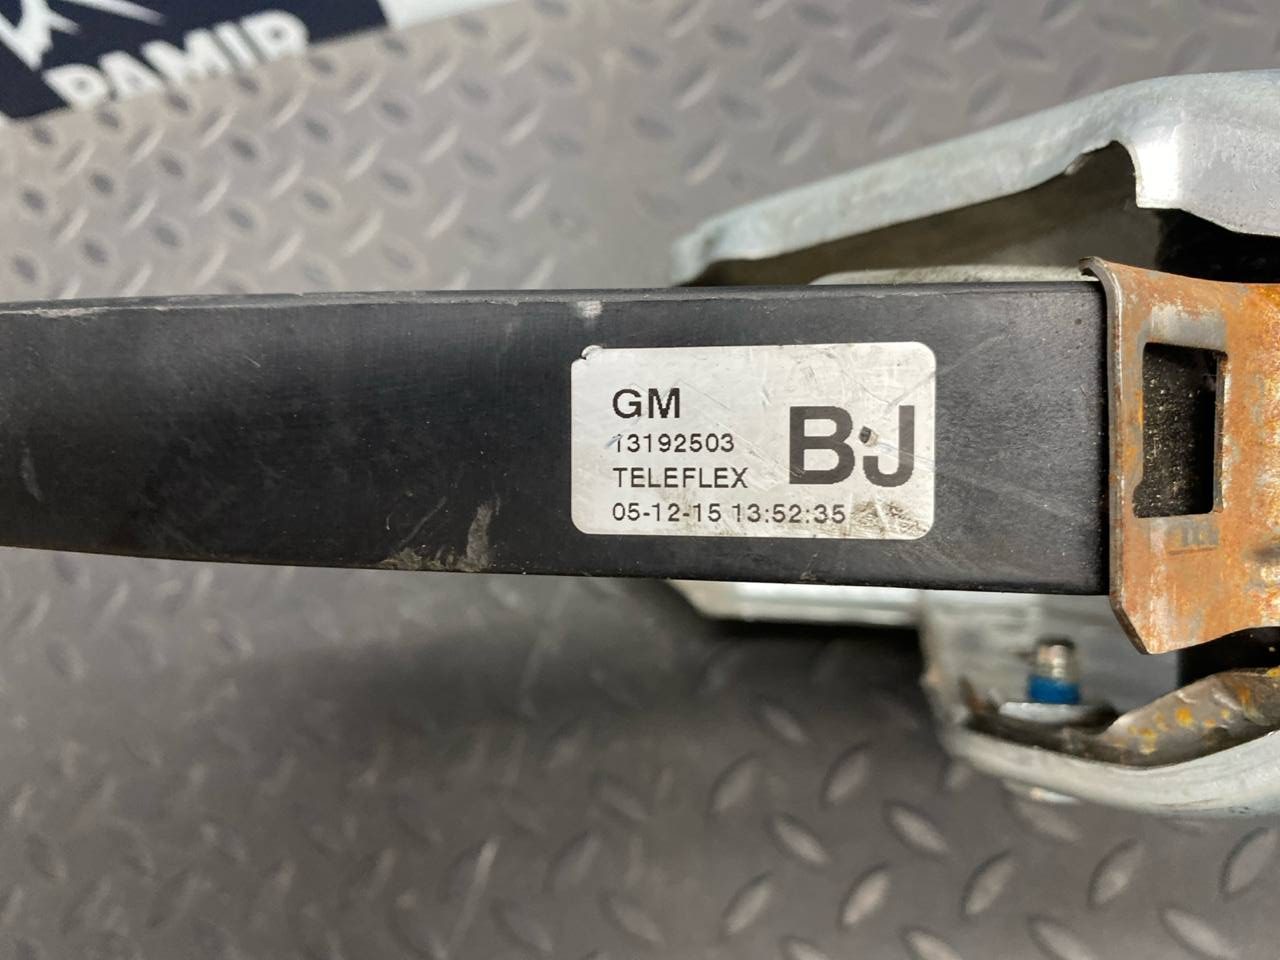 PAMIR
GM
13192503
TELEFLEX
05-12-15 13:52:35
BJ